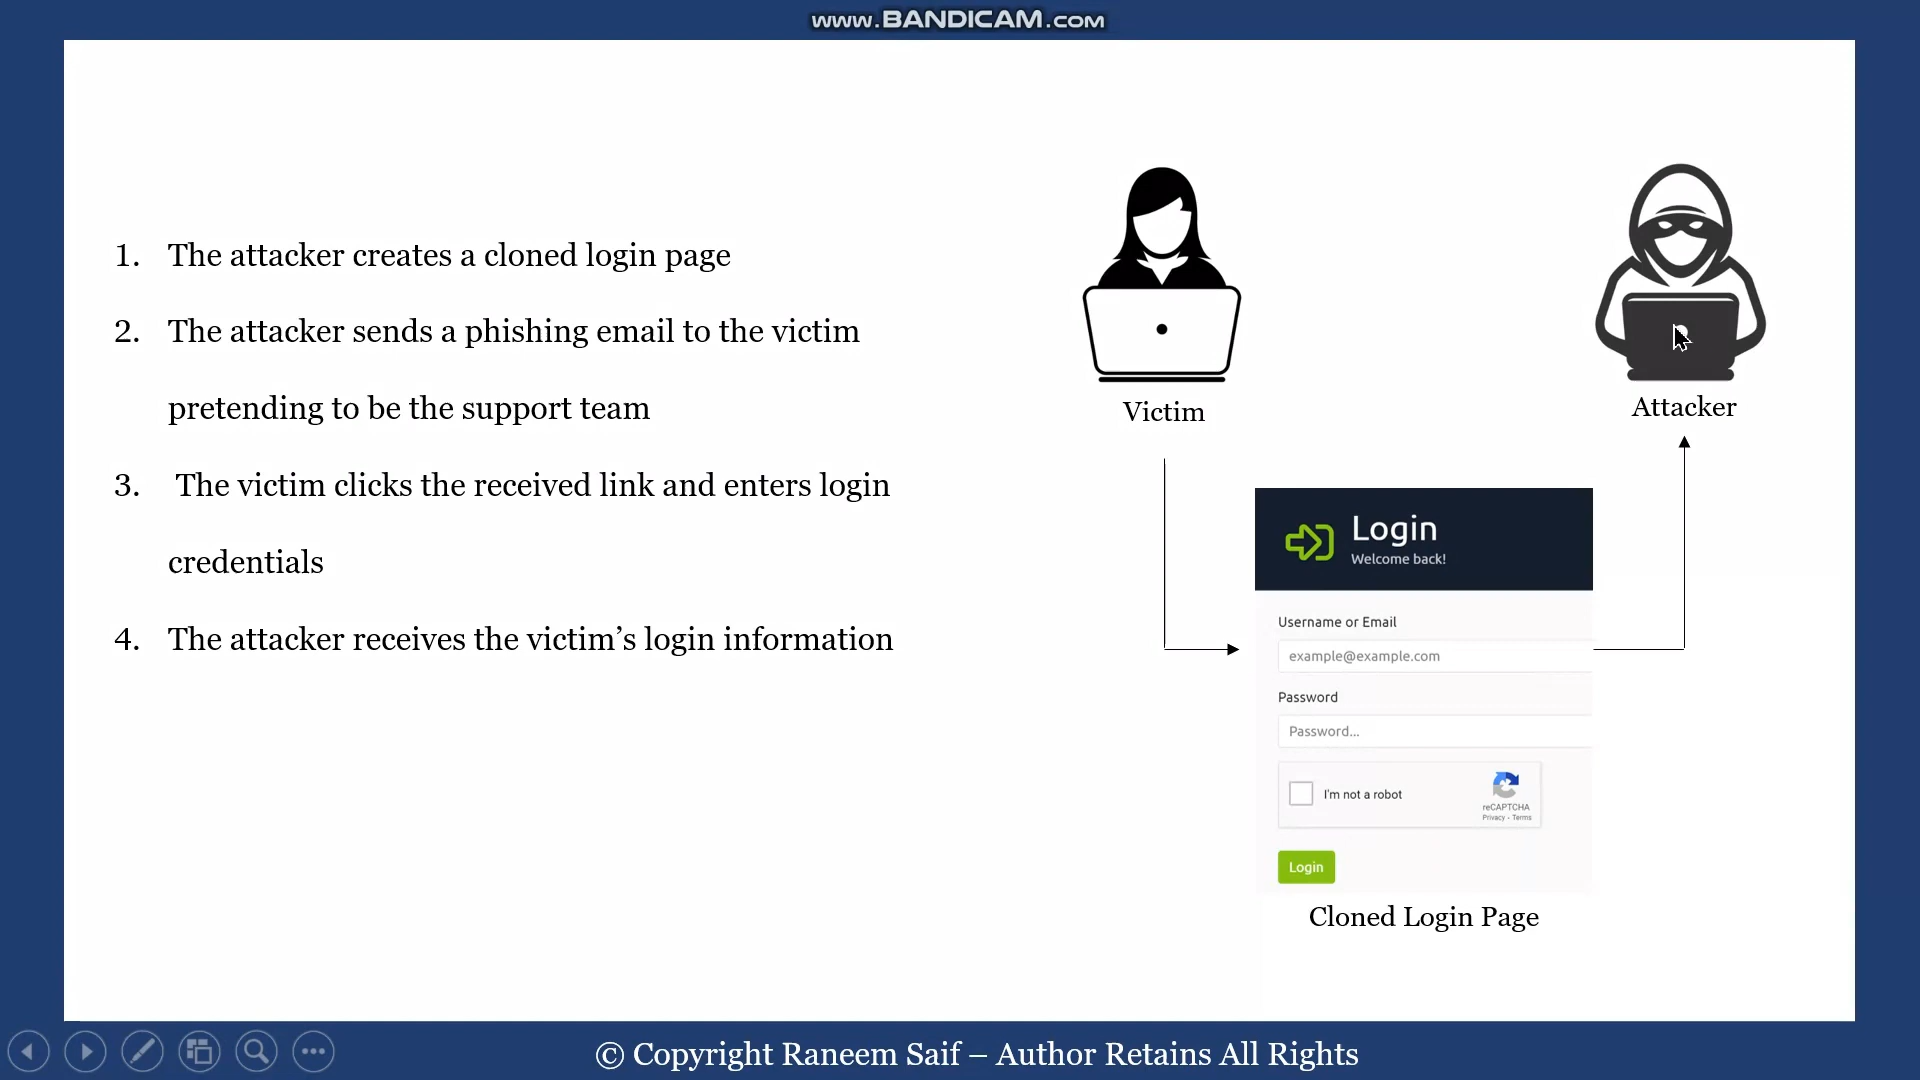 www.BANDICAM.com
1. The attacker creates a cloned login page
2. The attacker sends a phishing email to the victim
pretending to be the support team
3. The victim clicks the received link and enters login
credentials
4. The attacker receives the victim’s login information
Victim
Attacker
Login
Welcome back!
Username or Email
example@example.com
Password
Password...
I'm not a robot
reCAPTCHA
Privacy - Terms
Login
Cloned Login Page
© Copyright Raneem Saif – Author Retains All Rights